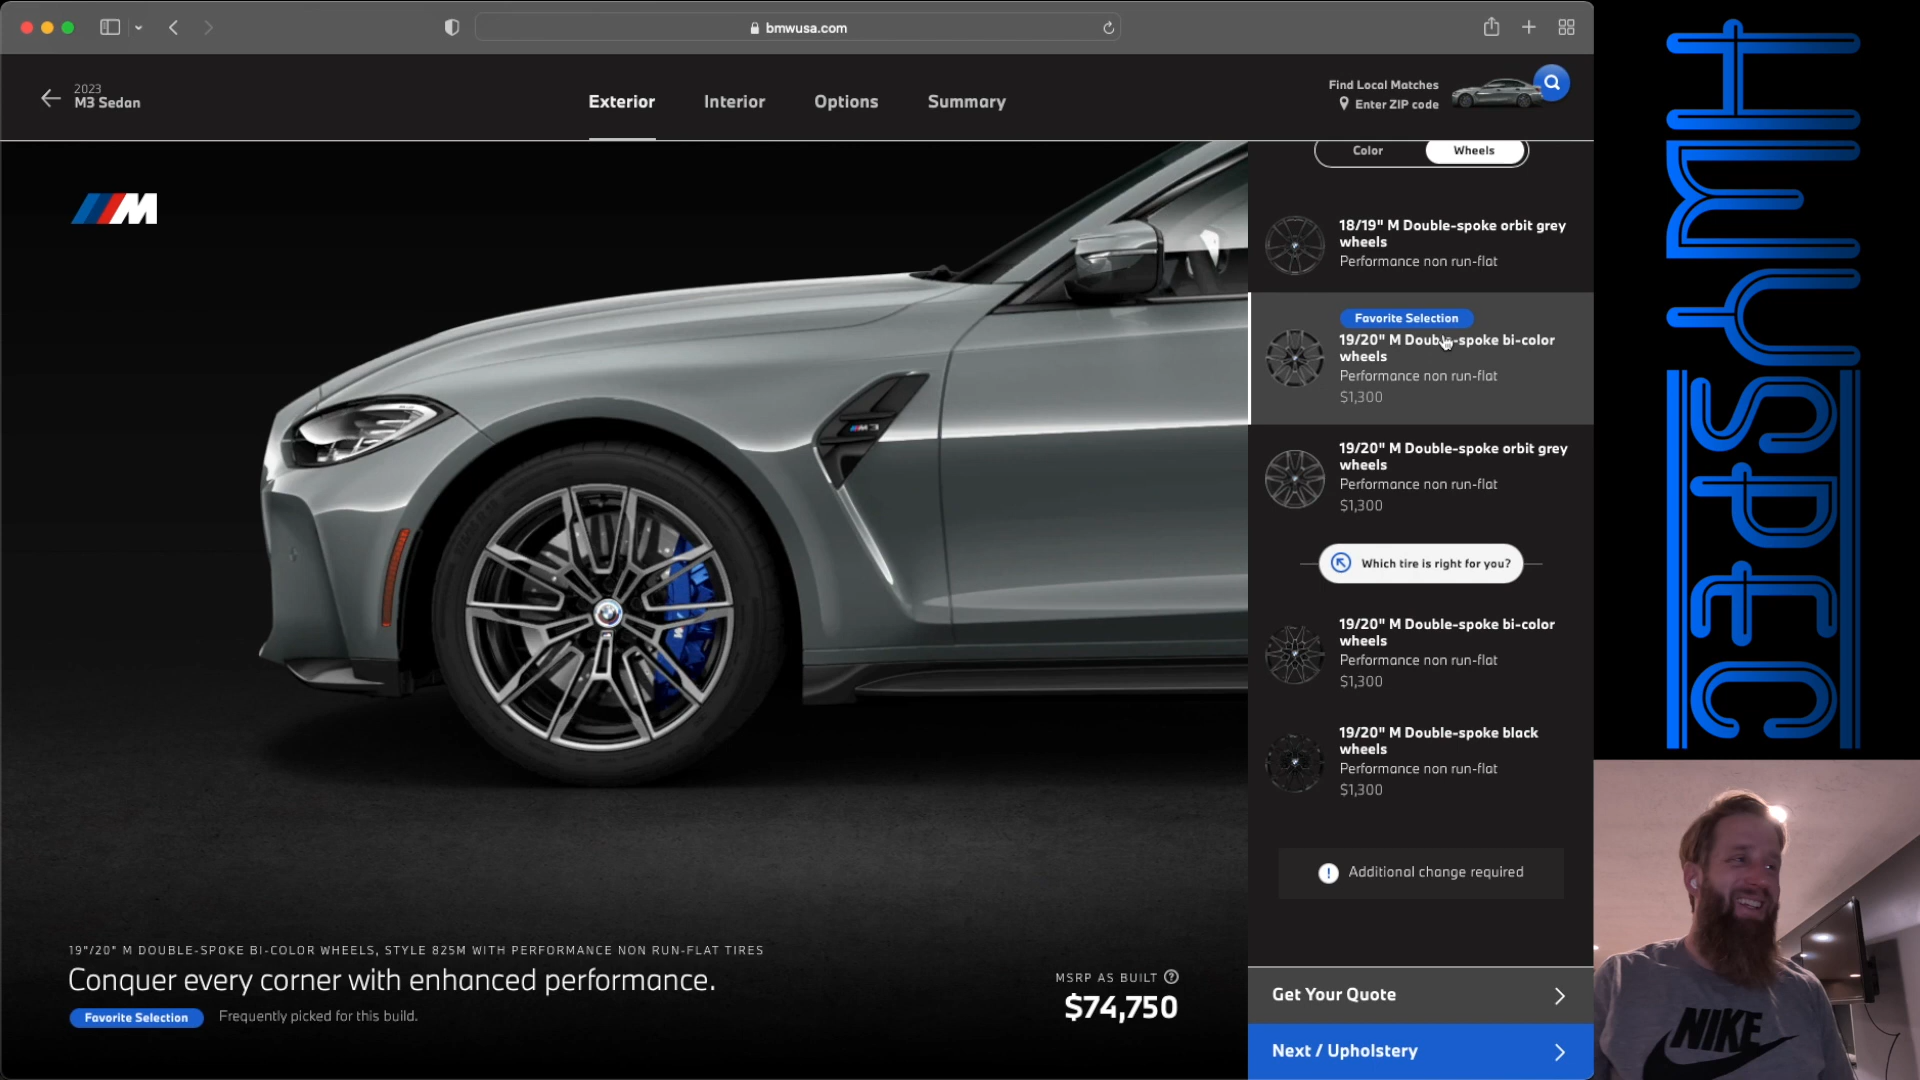 bmwusa.com
2023
M3 Sedan
Exterior
Interior
Options
Summary
Find Local Matches
Enter ZIP code
M
Color
Wheels
18/19" M Double-spoke orbit grey
wheels
Performance non run-flat
Favorite Selection
19/20" M Double-spoke bi-color
wheels
Performance non run-flat
$1,300
19/20" M Double-spoke orbit grey
wheels
Performance non run-flat
$1,300
Which tire is right for you?
19/20" M Double-spoke bi-color
wheels
Performance non run-flat
$1,300
19/20" M Double-spoke black
wheels
Performance non run-flat
$1,300
Additional change required
M3
19"/20" M DOUBLE-SPOKE BI-COLOR WHEELS, STYLE 825M WITH PERFORMANCE NON RUN-FLAT TIRES
Conquer every corner with enhanced performance.
Favorite Selection
Frequently picked for this build.
MSRP AS BUILT
$74,750
Get Your Quote
Next / Upholstery
NIKE